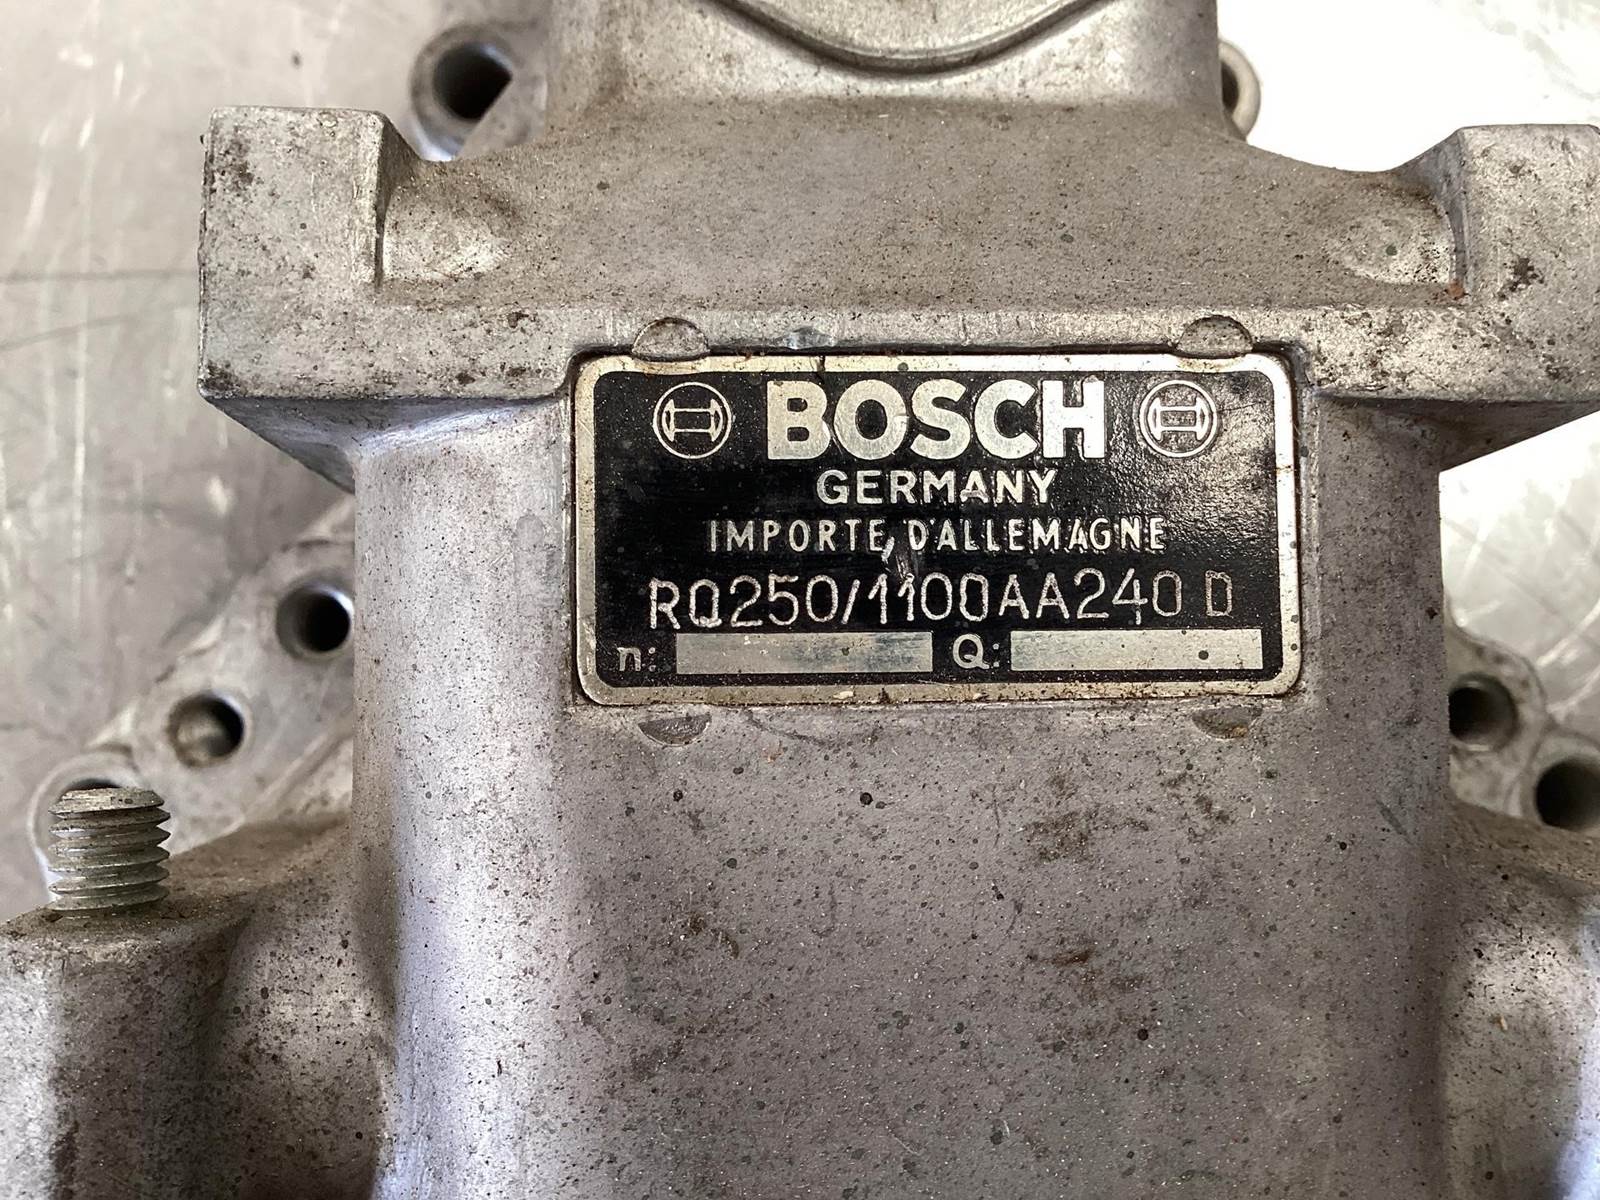 BOSCH
GERMANY
IMPORTE D'ALLEMAGNE
RQ250/1100AA240 D
n: Q: